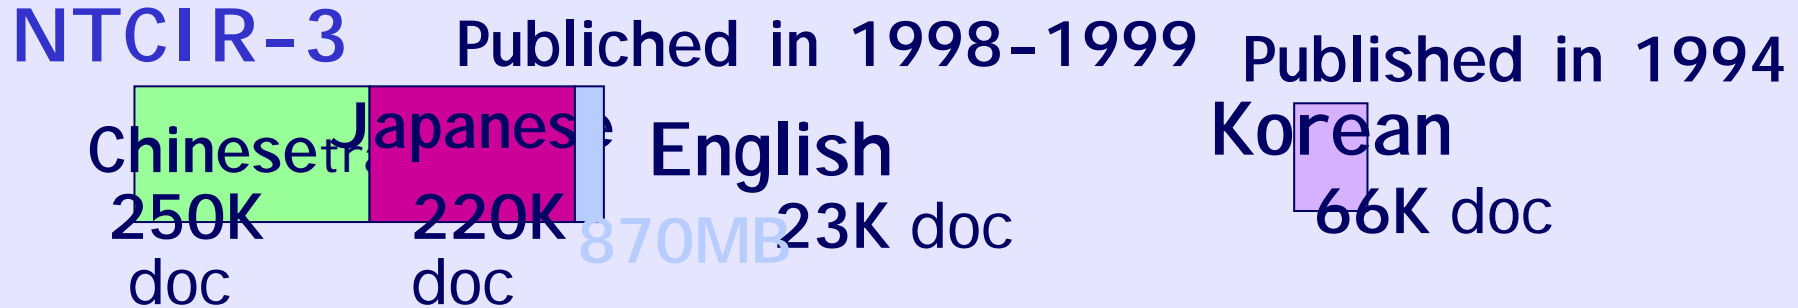 NTCIR-3 Publiched in 1998-1999 Published in 1994
Chinese Japanese English Korean
250K 220K 870MB 23K doc 66K doc
doc doc